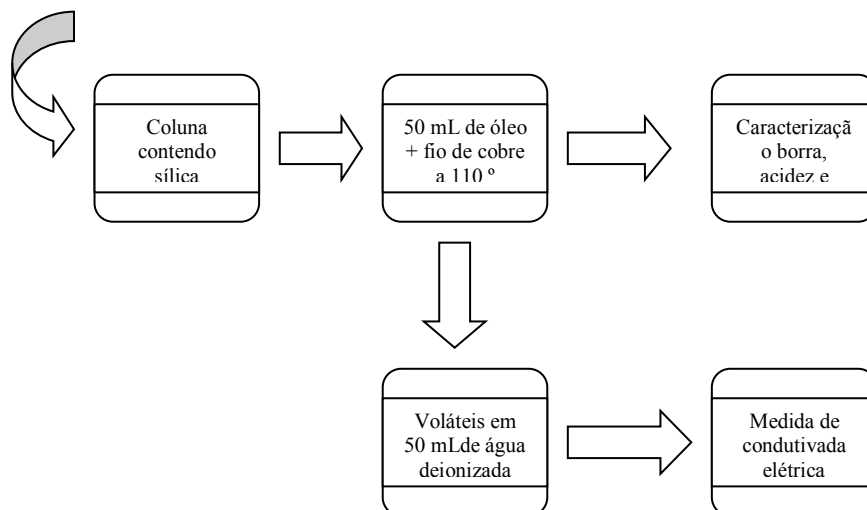 Coluna
contendo
sílica
50 mL de óleo
+ fio de cobre
a 110 º
Caracterizaçã
o borra,
acidez e
Voláteis em
50 mLde água
deionizada
Medida de
condutivada
elétrica